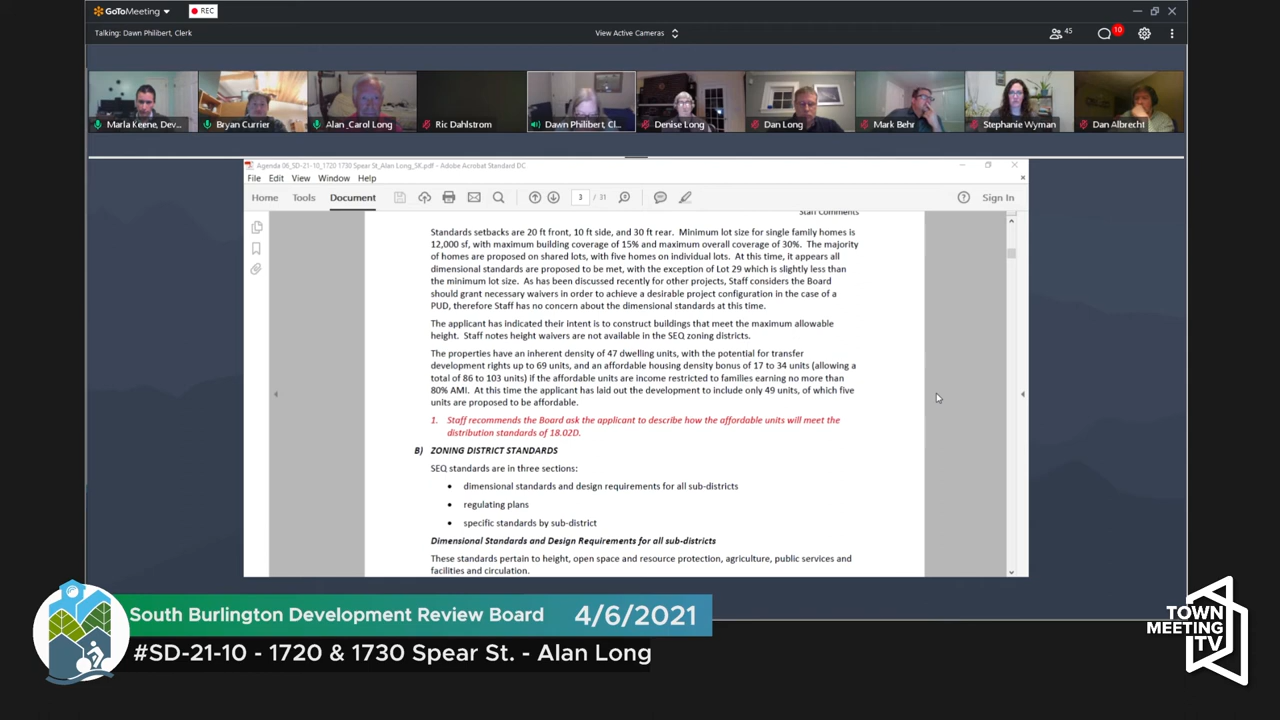 GoToMeeting
REC
Talking: Dawn Philibert, Clerk
View Active Cameras
45
10
Marla Keene, Dev...
Bryan Currier
Alan_Carol Long
Ric Dahlstrom
Dawn Philibert, Cl...
Denise Long
Dan Long
Mark Behr
Stephanie Wyman
Dan Albrecht
Agenda 06_SD-21-10_1720 1730 Spear St_Alan Long_SK.pdf - Adobe Acrobat Standard DC
File Edit View Window Help
Home Tools Document
3 / 31
Sign In
Staff Comments
Standards setbacks are 20 ft front, 10 ft side, and 30 ft rear. Minimum lot size for single family homes is
12,000 sf, with maximum building coverage of 15% and maximum overall coverage of 30%. The majority
of homes are proposed on shared lots, with five homes on individual lots. At this time, it appears all
dimensional standards are proposed to be met, with the exception of Lot 29 which is slightly less than
the minimum lot size. As has been discussed recently for other projects, Staff considers the Board
should grant necessary waivers in order to achieve a desirable project configuration in the case of a
PUD, therefore Staff has no concern about the dimensional standards at this time.
The applicant has indicated their intent is to construct buildings that meet the maximum allowable
height. Staff notes height waivers are not available in the SEQ zoning districts.
The properties have an inherent density of 47 dwelling units, with the potential for transfer
development rights up to 69 units, and an affordable housing density bonus of 17 to 34 units (allowing a
total of 86 to 103 units) if the affordable units are income restricted to families earning no more than
80% AMI. At this time the applicant has laid out the development to include only 49 units, of which five
units are proposed to be affordable.
1. Staff recommends the Board ask the applicant to describe how the affordable units will meet the
distribution standards of 18.02D.
B) ZONING DISTRICT STANDARDS
SEQ standards are in three sections:
• dimensional standards and design requirements for all sub-districts
• regulating plans
• specific standards by sub-district
Dimensional Standards and Design Requirements for all sub-districts
These standards pertain to height, open space and resource protection, agriculture, public services and
facilities and circulation.
South Burlington Development Review Board 4/6/2021
#SD-21-10 - 1720 & 1730 Spear St. - Alan Long
TOWN
MEETING
TV